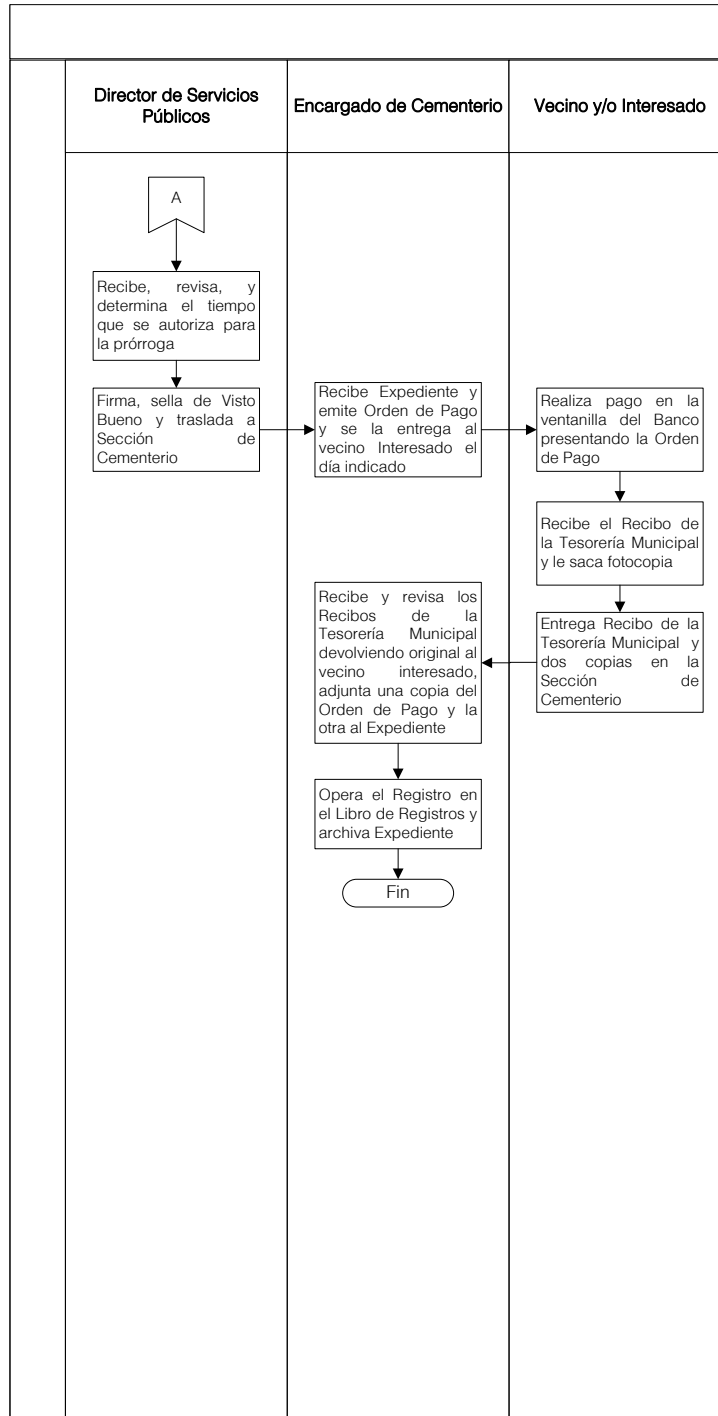 Director de Servicios
Públicos
Encargado de Cementerio
Vecino y/o Interesado
A
Recibe, revisa, y
determina el tiempo
que se autoriza para
la prórroga
Firma, sella de Visto
Bueno y traslada a
Sección de
Cementerio
Recibe Expediente y
emite Orden de Pago
y se la entrega al
vecino Interesado el
día indicado
Realiza pago en la
ventanilla del Banco
presentando la Orden
de Pago
Recibe el Recibo de
la Tesorería Municipal
y le saca fotocopia
Entrega Recibo de la
Tesorería Municipal y
dos copias en la
Sección de
Cementerio
Recibe y revisa los
Recibos de la
Tesorería Municipal
devolviendo original al
vecino interesado,
adjunta una copia del
Orden de Pago y la
otra al Expediente
Opera el Registro en
el Libro de Registros y
archiva Expediente
Fin